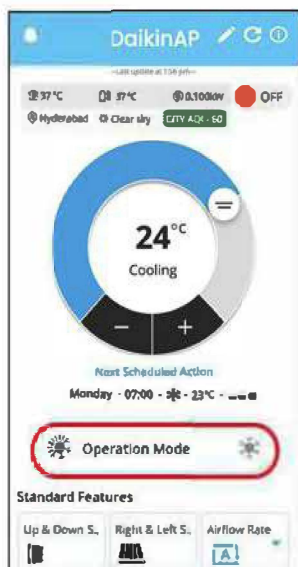 DaikinAP
Last update at 1:56 pm
37°C 37°C 0.100kw OFF
Hyderabad Clear sky CITY AQI - 60
24°C
Cooling
− +
Next Scheduled Action
Monday - 07:00 - 23°C -
Operation Mode
Standard Features
Up & Down S.. Right & Left S.. Airflow Rate
A